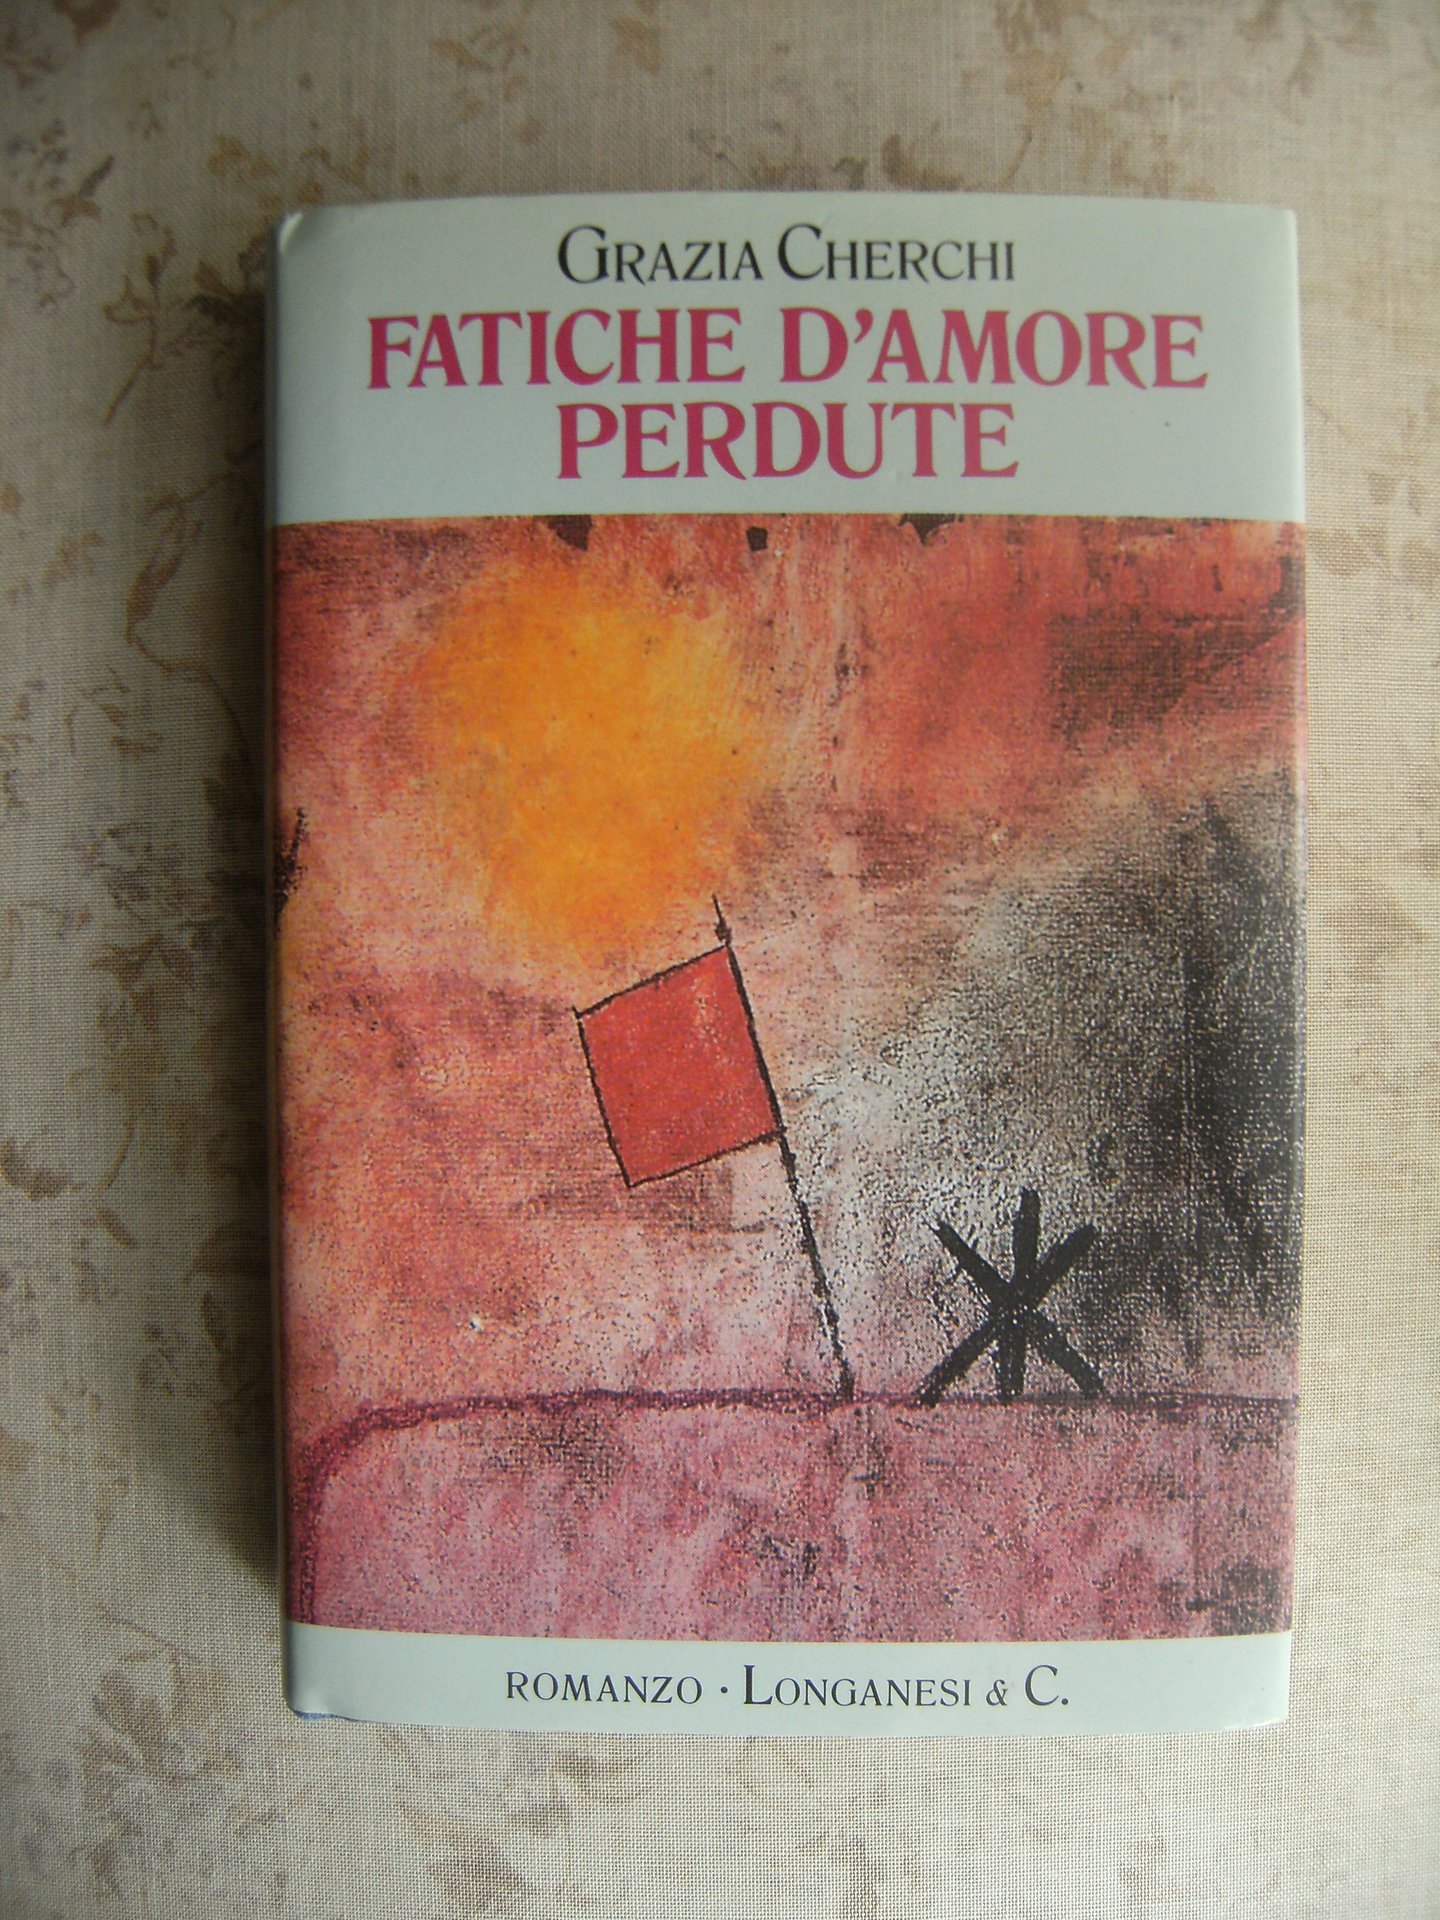 GRAZIA CHERCHI
FATICHE D'AMORE
PERDUTE
ROMANZO · LONGANESI & C.